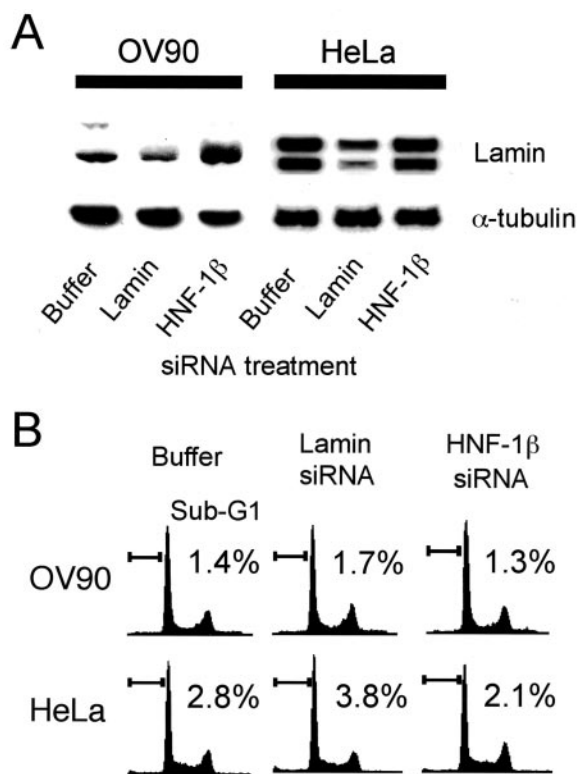 A
OV90 HeLa
Lamin
α-tubulin
Buffer Lamin HNF-1β Buffer Lamin HNF-1β
siRNA treatment
B
Buffer Lamin siRNA HNF-1β siRNA
Sub-G1
OV90 1.4% 1.7% 1.3%
HeLa 2.8% 3.8% 2.1%